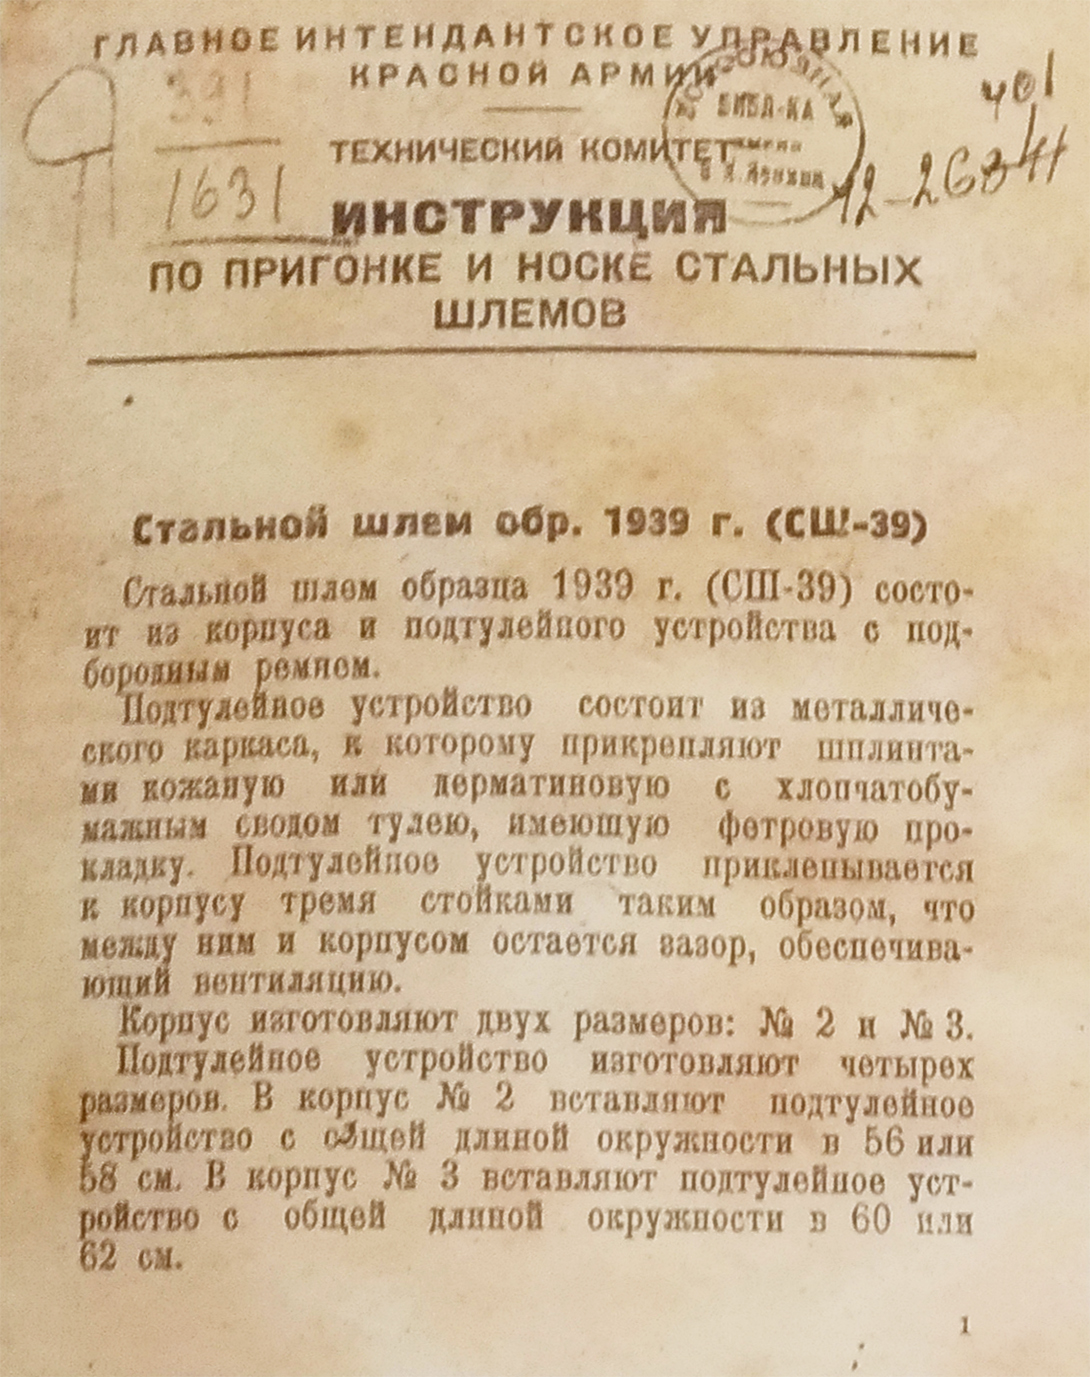 ГЛАВНОЕ ИНТЕНДАНТСКОЕ УПРАВЛЕНИЕ
КРАСНОЙ АРМИИ
391
1631
401
ТЕХНИЧЕСКИЙ КОМИТЕТ
БИБЛ-КА
ИНСТРУКЦИЯ
ПО ПРИГОНКЕ И НОСКЕ СТАЛЬНЫХ
ШЛЕМОВ
Стальной шлем обр. 1939 г. (СШ-39)
Стальной шлем образца 1939 г. (СШ-39) состо-
ит из корпуса и подтулейного устройства с под-
бородным ремнем.
Подтулейное устройство состоит из металличе-
ского каркаса, к которому прикрепляют шплинта-
ми кожаную или дерматиновую с хлопчатобу-
мажным сводом тулею, имеющую фетровую про-
кладку. Подтулейное устройство приклепывается
к корпусу тремя стойками таким образом, что
между ним и корпусом остается зазор, обеспечива-
ющий вентиляцию.
Корпус изготовляют двух размеров: № 2 и № 3.
Подтулейное устройство изготовляют четырех
размеров. В корпус № 2 вставляют подтулейное
устройство с общей длиной окружности в 56 или
58 см. В корпус № 3 вставляют подтулейное уст-
ройство с общей длиной окружности в 60 или
62 см.
1